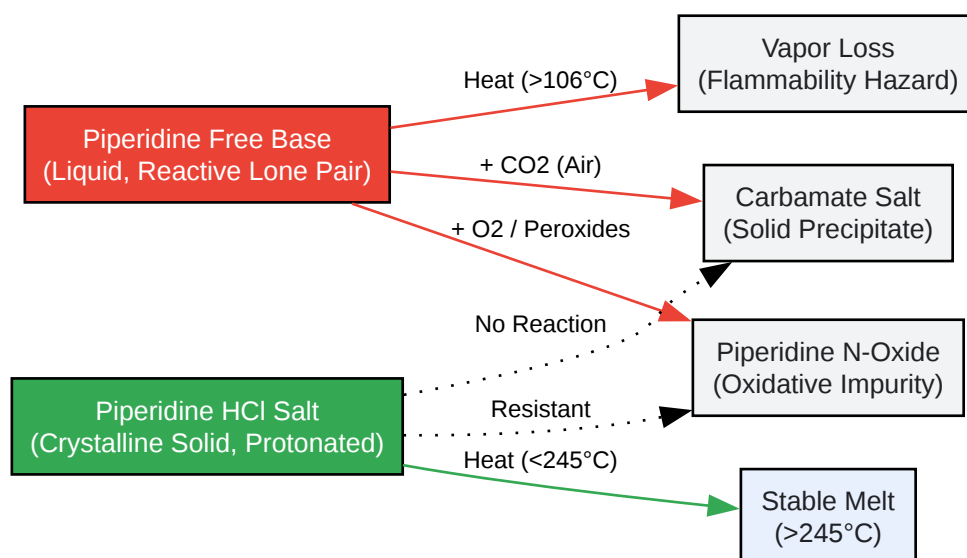 Vapor Loss
(Flammability Hazard)
Heat (>106°C)
Piperidine Free Base
(Liquid, Reactive Lone Pair)
+ CO2 (Air)
Carbamate Salt
(Solid Precipitate)
+ O2 / Peroxides
No Reaction
Piperidine N-Oxide
(Oxidative Impurity)
Piperidine HCl Salt
(Crystalline Solid, Protonated)
Resistant
Heat (<245°C)
Stable Melt
(>245°C)